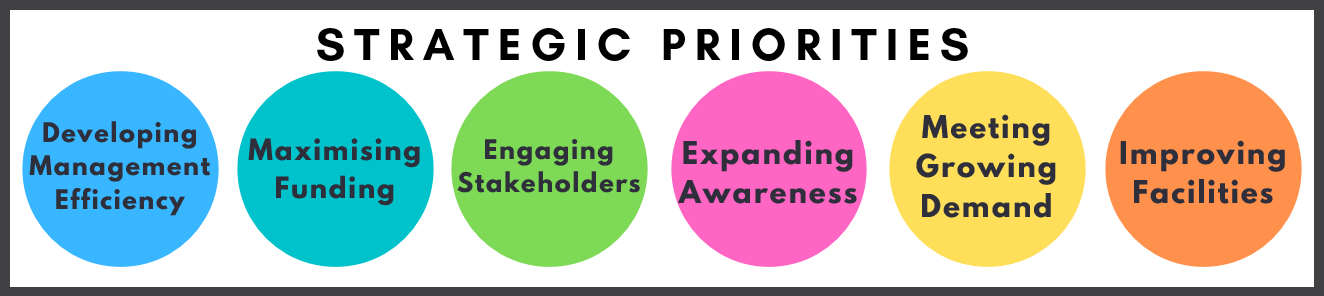 STRATEGIC PRIORITIES
Developing
Management
Efficiency
Maximising
Funding
Engaging
Stakeholders
Expanding
Awareness
Meeting
Growing
Demand
Improving
Facilities